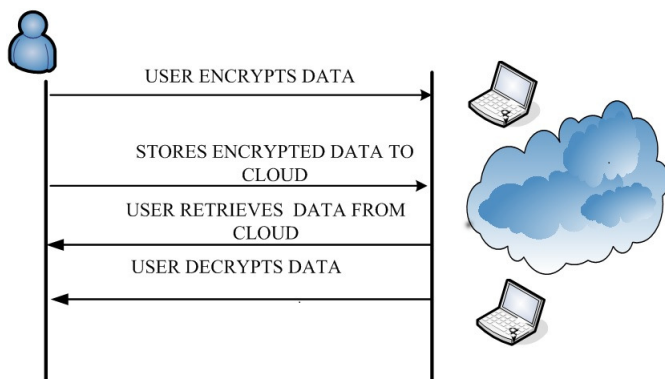 USER ENCRYPTS DATA
STORES ENCRYPTED DATA TO
CLOUD
USER RETRIEVES DATA FROM
CLOUD
USER DECRYPTS DATA